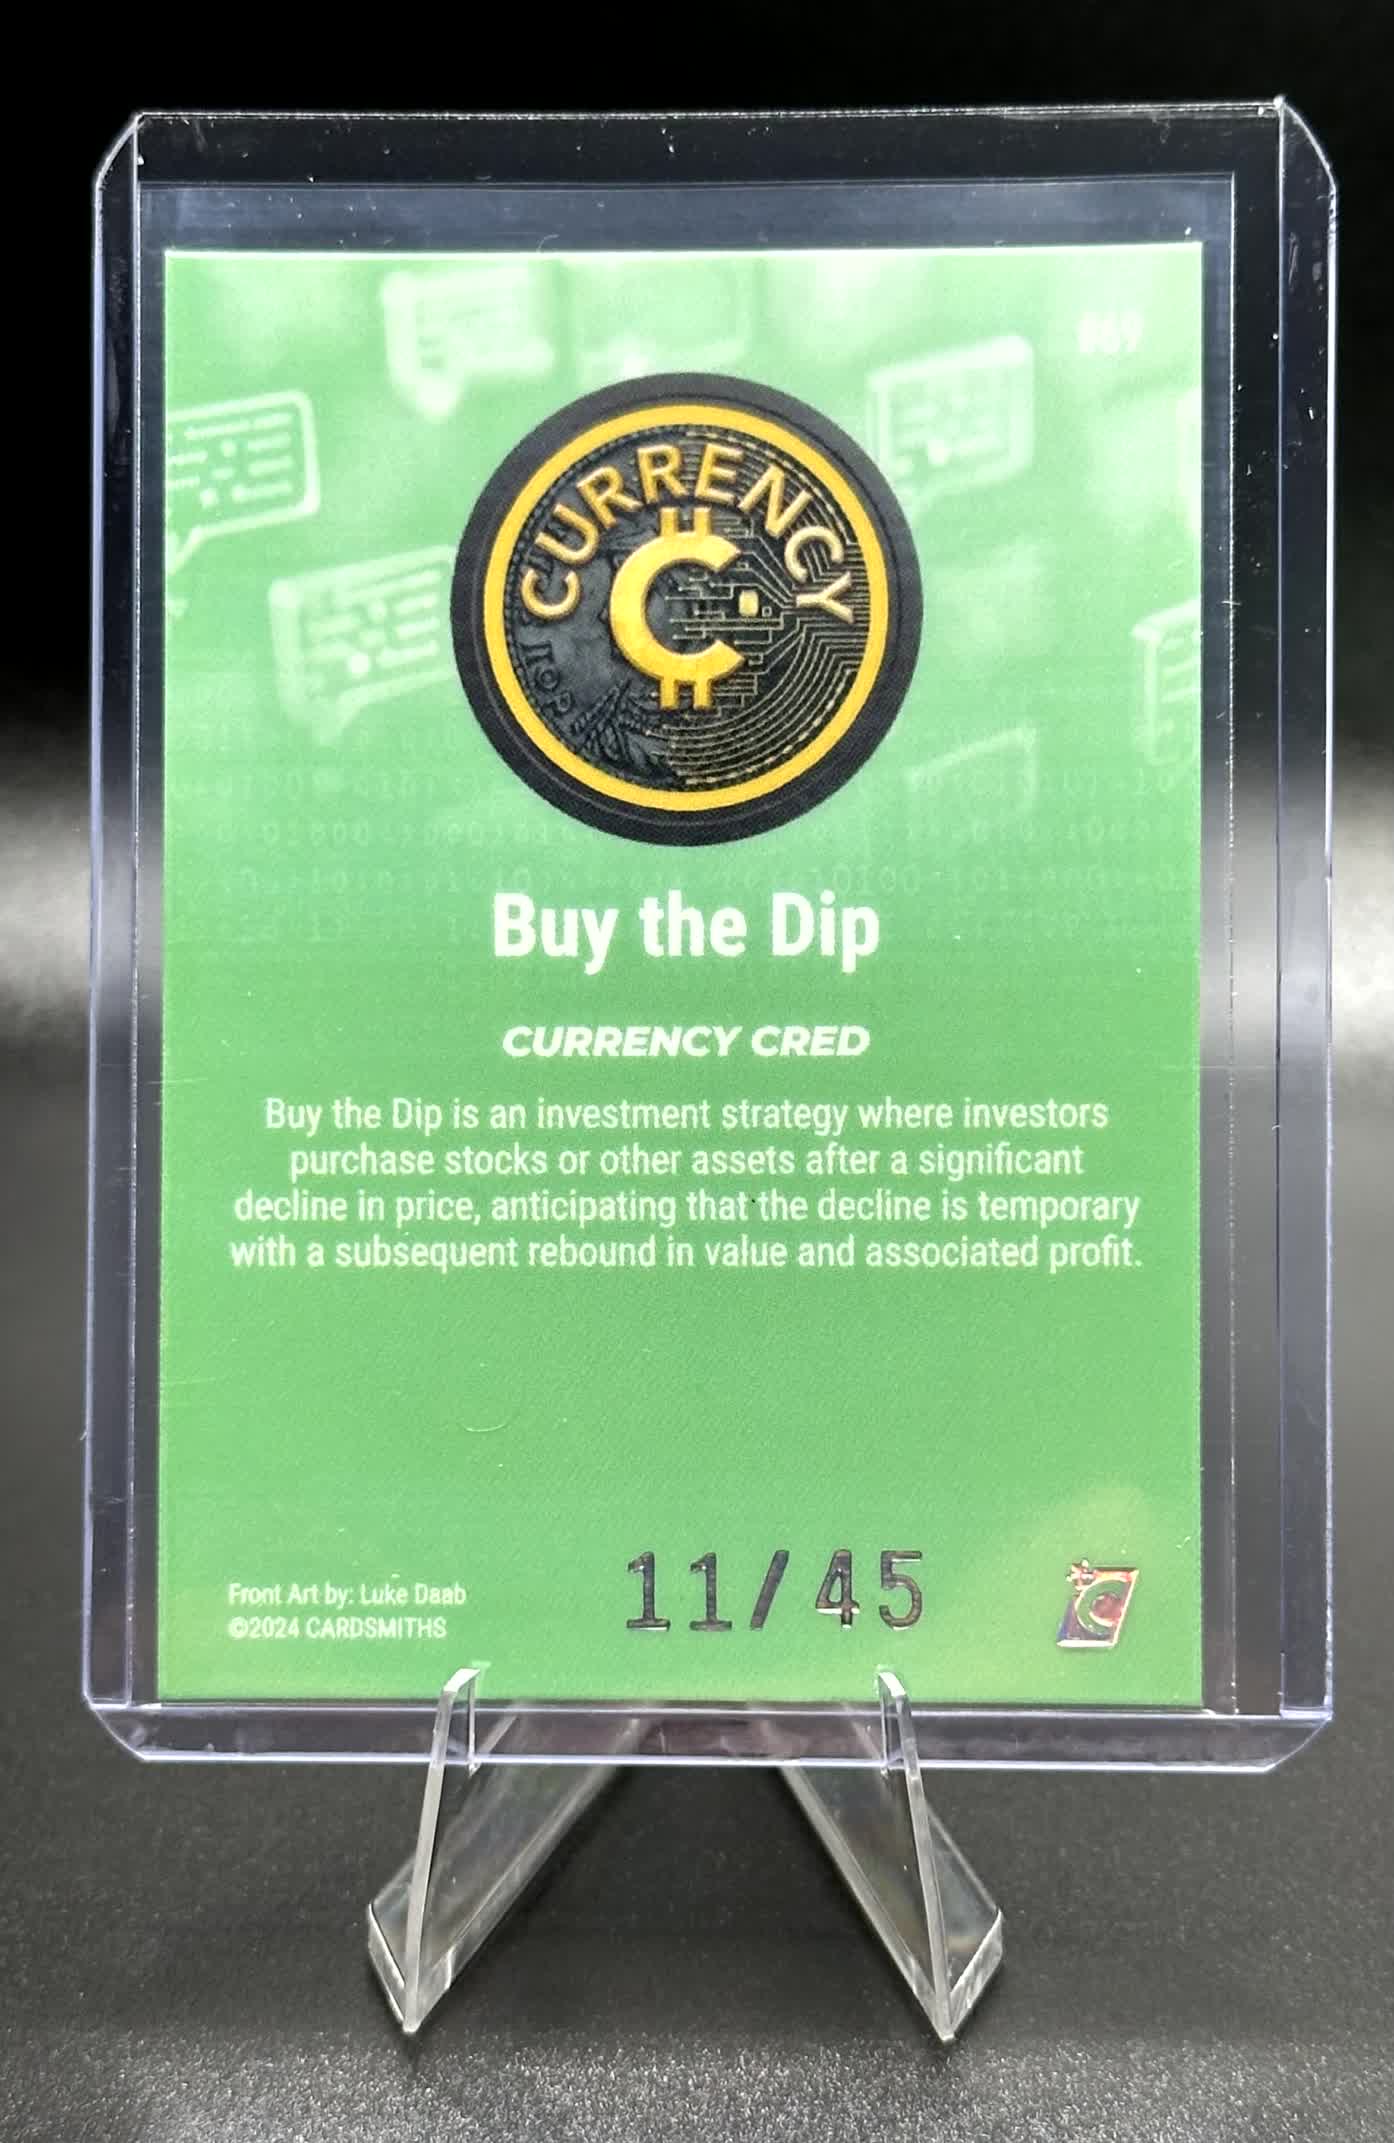 #69
CURRENCY
Buy the Dip
CURRENCY CRED
Buy the Dip is an investment strategy where investors
purchase stocks or other assets after a significant
decline in price, anticipating that the decline is temporary
with a subsequent rebound in value and associated profit.
Front Art by: Luke Daab
©2024 CARDSMITHS
11/45